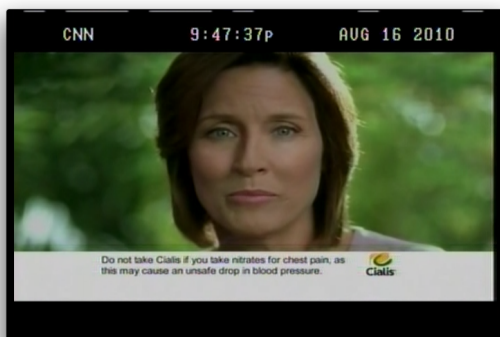 CNN 9:47:37p AUG 16 2010
Do not take Cialis if you take nitrates for chest pain, as
this may cause an unsafe drop in blood pressure.
Cialis